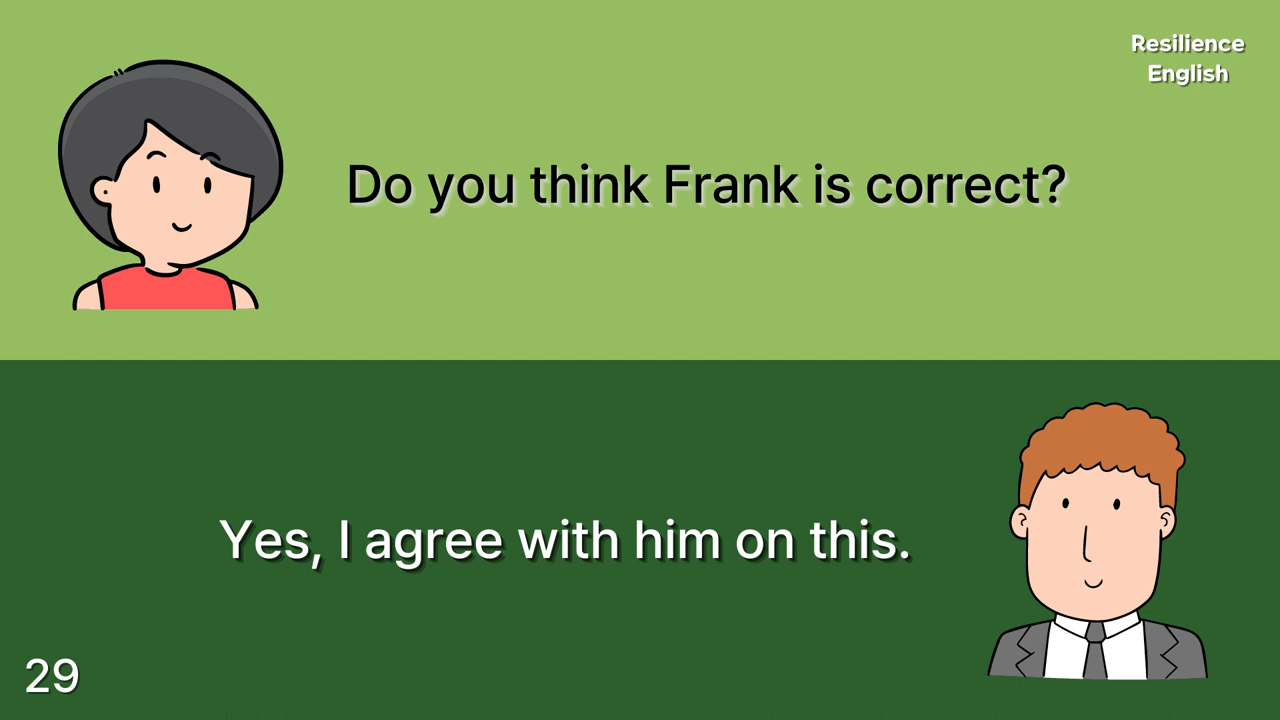 Resilience
English
Do you think Frank is correct?
Yes, I agree with him on this.
29